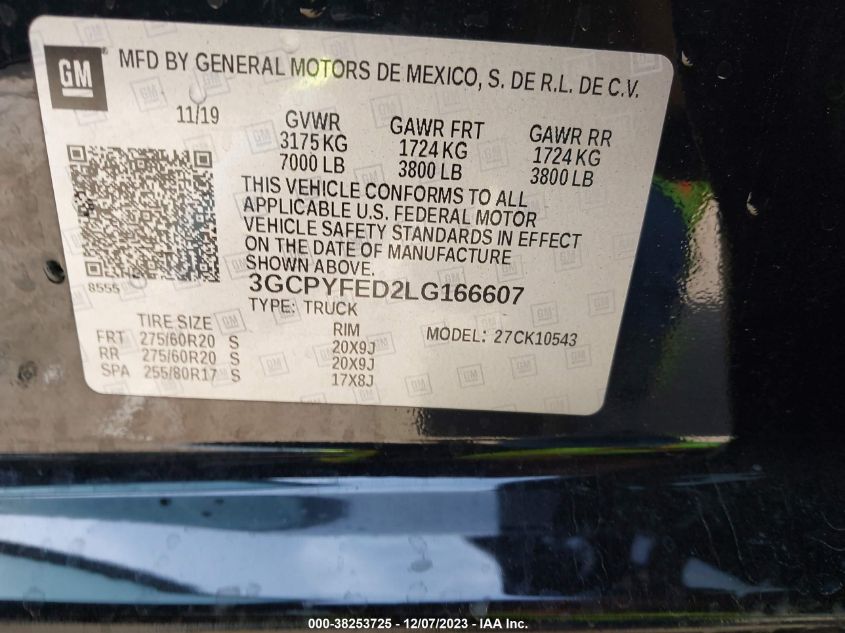 GM
MFD BY GENERAL MOTORS DE MEXICO, S. DE R.L. DE C.V.
11/19
GVWR
3175 KG
7000 LB
GAWR FRT
1724 KG
3800 LB
GAWR RR
1724 KG
3800 LB
THIS VEHICLE CONFORMS TO ALL
APPLICABLE U.S. FEDERAL MOTOR
VEHICLE SAFETY STANDARDS IN EFFECT
ON THE DATE OF MANUFACTURE
SHOWN ABOVE.
8555
3GCPYFED2LG166607
TYPE: TRUCK
TIRE SIZE RIM MODEL: 27CK10543
FRT 275/60R20 S 20X9J
RR 275/60R20 S 20X9J
SPA 255/80R17 S 17X8J
000-38253725 - 12/07/2023 - IAA Inc.